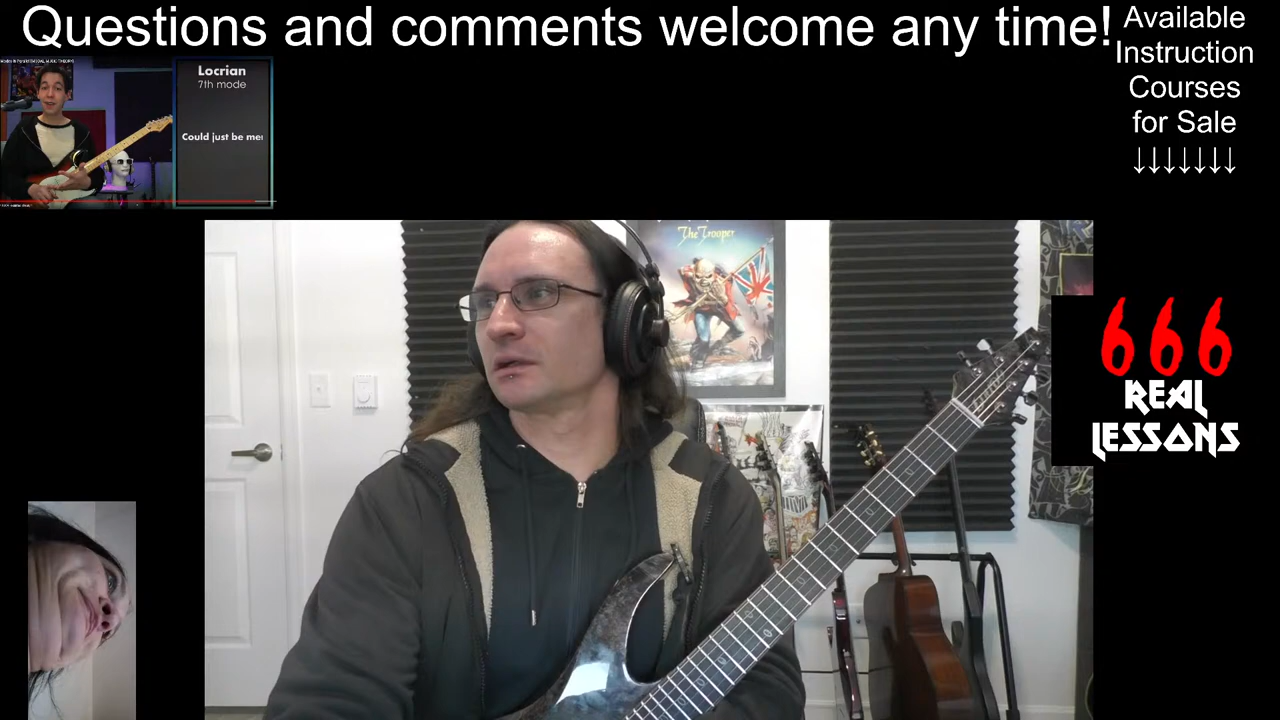 Questions and comments welcome any time!
Available
Instruction
Courses
for Sale
↓↓↓↓↓↓↓
Locrian
7th mode
Could just be me
The Trooper
666
REAL
LESSONS